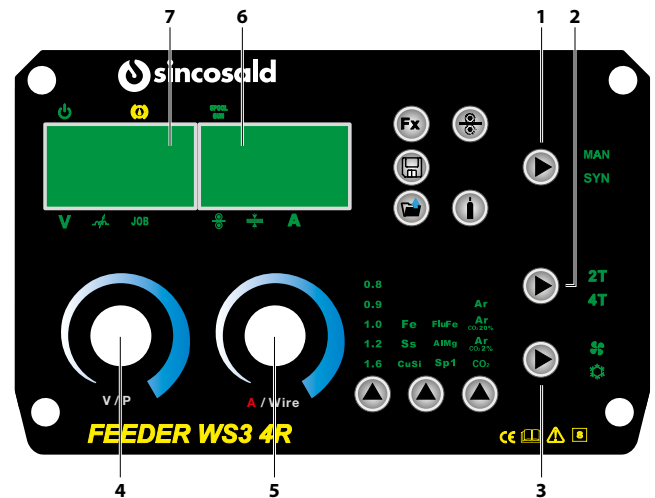 7 6 1 2
sincosald
SPOOL
GUN
Fx
MAN
SYN
V JOB A
2T
4T
0.8
0.9 Ar
1.0 Fe FluFe Ar
CO₂ 20%
1.2 Ss AlMg Ar
CO₂ 2%
1.6 CuSi Sp1 CO₂
V / P
A / Wire
FEEDER WS3 4R
CE
4 5 3